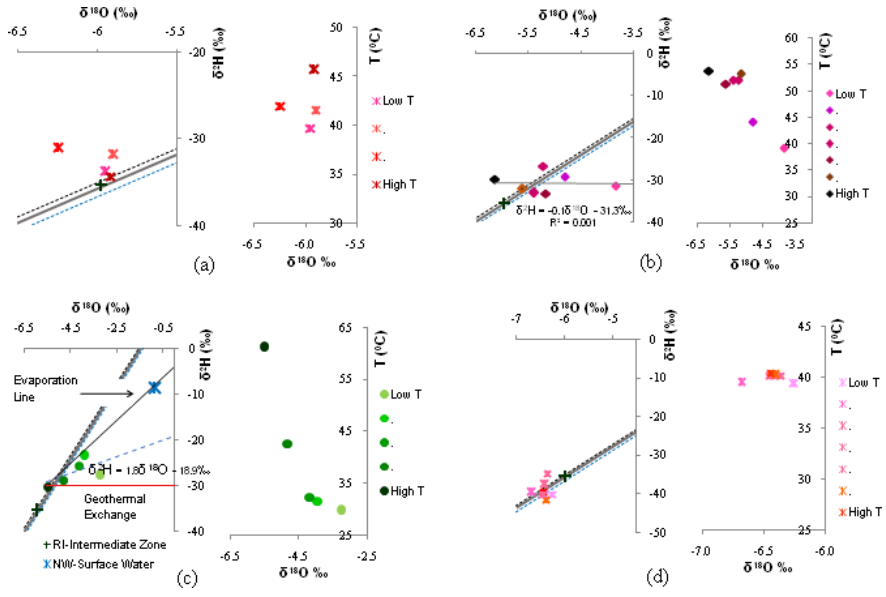 δ¹⁸O (‰)
-6.5 -6 -5.5
-20
-30
-40
δ²H (‰)
50
45
40
35
30
T (⁰C)
-6.5 -6.0 -5.5
δ¹⁸O ‰
Low T
.
.
High T
(a)
δ¹⁸O (‰)
-6.5 -5.5 -4.5 -3.5
0
-10
-20
-30
-40
δ²H (‰)
δ²H = -0.1δ¹⁸O - 31.3‰
R² = 0.001
60
55
50
45
40
35
30
25
T (⁰C)
-6.5 -5.5 -4.5 -3.5
δ¹⁸O ‰
Low T
.
.
.
.
.
High T
(b)
δ¹⁸O (‰)
-6.5 -4.5 -2.5 -0.5
0
-10
-20
-30
-40
δ²H (‰)
Evaporation
Line
δ²H = 1.8δ¹⁸O - 18.9‰
Geothermal
Exchange
RI-Intermediate Zone
NW-Surface Water
65
55
45
35
25
T (⁰C)
-6.5 -4.5 -2.5
δ¹⁸O ‰
Low T
.
.
.
High T
(c)
δ¹⁸O (‰)
-7 -6 -5
0
-10
-20
-30
-40
-50
δ²H (‰)
45
40
35
30
25
T (⁰C)
-7.0 -6.5 -6.0
δ¹⁸O ‰
Low T
.
.
.
.
.
High T
(d)